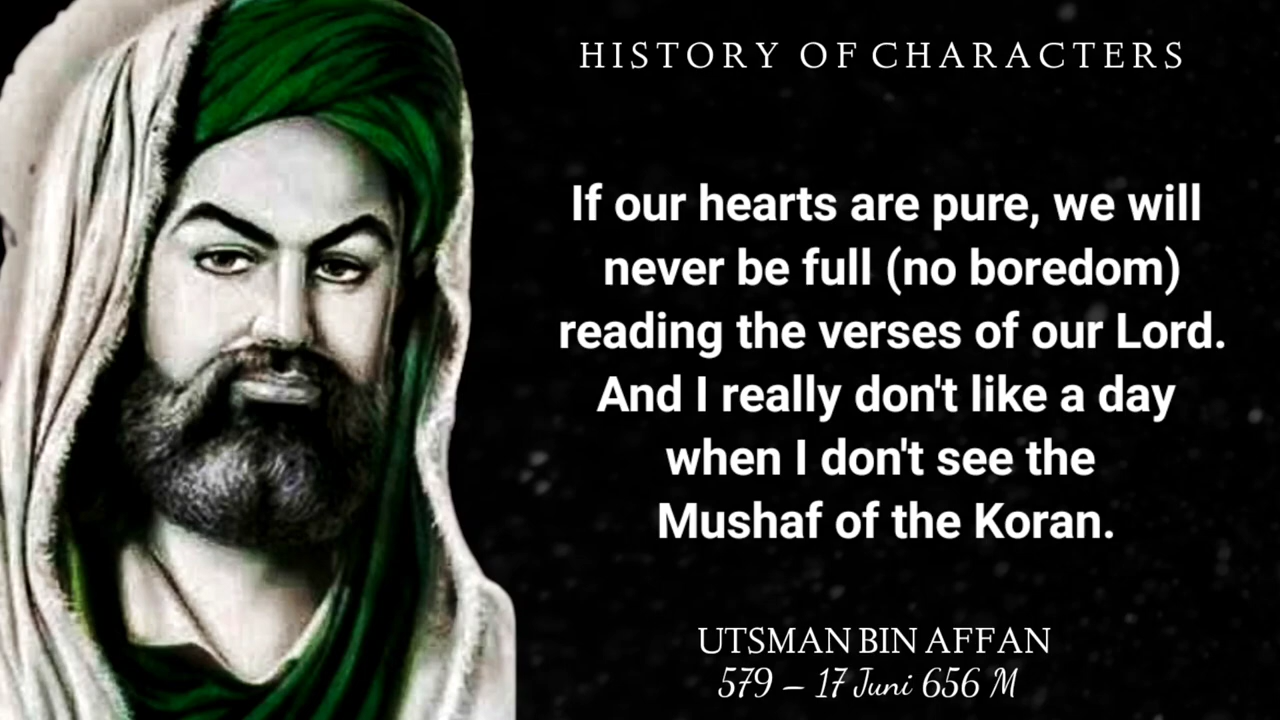 HISTORY OF CHARACTERS
If our hearts are pure, we will
never be full (no boredom)
reading the verses of our Lord.
And I really don't like a day
when I don't see the
Mushaf of the Koran.
UTSMAN BIN AFFAN
579 – 17 Juni 656 M